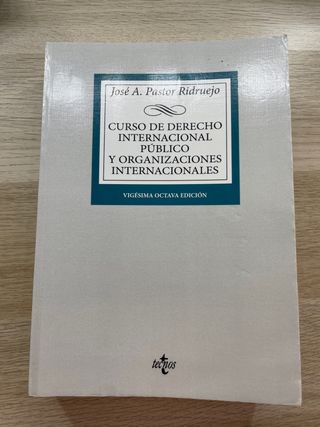 José A. Pastor Ridruejo
CURSO DE DERECHO
INTERNACIONAL
PÚBLICO
Y ORGANIZACIONES
INTERNACIONALES
VIGÉSIMA OCTAVA EDICIÓN
tecnos